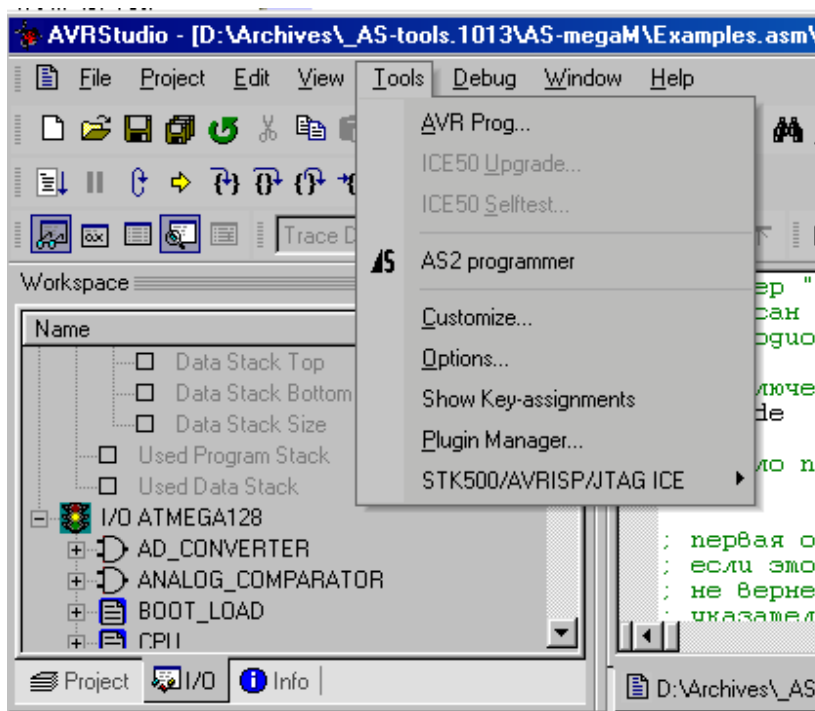 AVRStudio - [D:\Archives\_AS-tools.1013\AS-megaM\Examples.asm\
File Project Edit View Tools Debug Window Help
AVR Prog...
ICE50 Upgrade...
ICE50 Selftest...
AS2 programmer
Customize...
Options...
Show Key-assignments
Plugin Manager...
STK500/AVRISP/JTAG ICE
Trace D
Workspace
Name
Data Stack Top
Data Stack Bottom
Data Stack Size
Used Program Stack
Used Data Stack
I/O ATMEGA128
AD_CONVERTER
ANALOG_COMPARATOR
BOOT_LOAD
CPU
Project I/O Info
; первая о
; если это
; не верне
; указател
D:\Archives\_AS